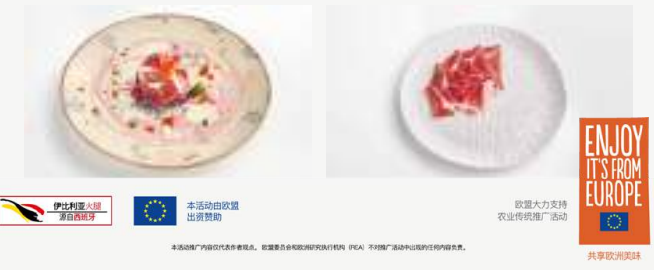 ENJOY
IT'S FROM
EUROPE
伊比利亚火腿
源自西班牙
本活动由欧盟
出资赞助
欧盟大力支持
农业传统推广活动
本活动推广内容仅代表作者观点。 欧盟委员会和欧洲研究执行机构 (REA) 不对推广活动中出现的任何内容负责。
共享欧洲美味